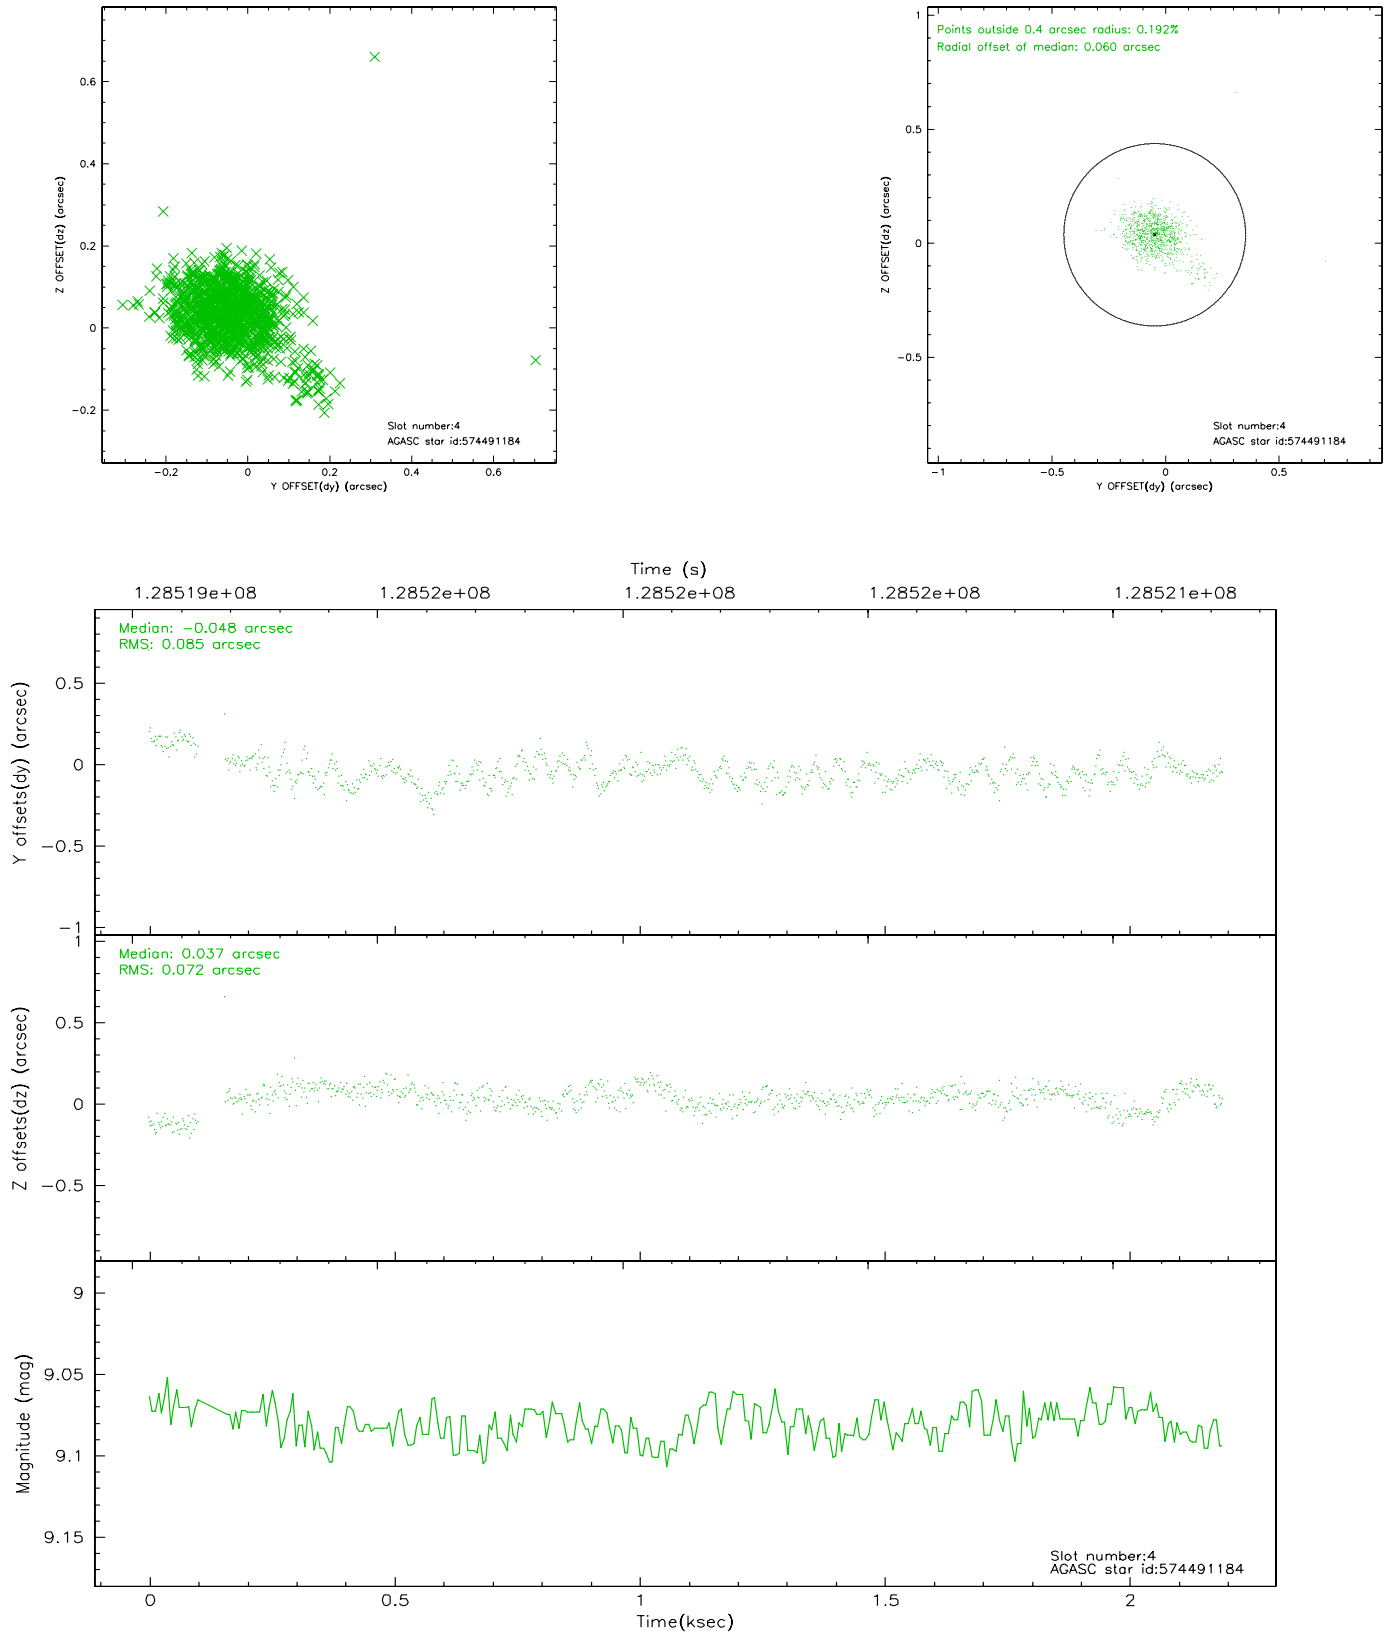 0.6
0.4
0.2
0
−0.2
Z OFFSET(dz) (arcsec)
Slot number:4
AGASC star id:574491184
−0.2
0
0.2
0.4
0.6
Y OFFSET(dy) (arcsec)
1
0.5
0
−0.5
Z OFFSET(dz) (arcsec)
Points outside 0.4 arcsec radius: 0.192%
Radial offset of median: 0.060 arcsec
Slot number:4
AGASC star id:574491184
−1
−0.5
0
0.5
Y OFFSET(dy) (arcsec)
Time (s)
1.28519e+08
1.2852e+08
1.2852e+08
1.2852e+08
1.28521e+08
Median: −0.048 arcsec
RMS: 0.085 arcsec
0.5
0
−0.5
−1
Y offsets(dy) (arcsec)
Median: 0.037 arcsec
RMS: 0.072 arcsec
1
0.5
0
−0.5
Z offsets(dz) (arcsec)
9
9.05
9.1
9.15
Magnitude (mag)
Slot number:4
AGASC star id:574491184
0
0.5
1
1.5
2
Time(ksec)